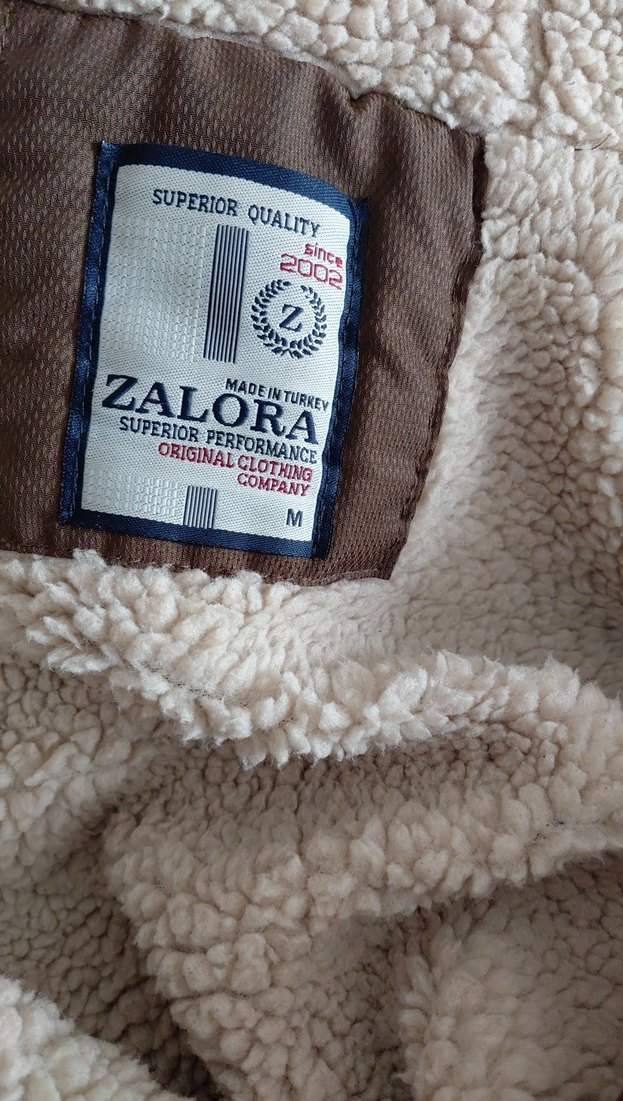 SUPERIOR QUALITY
since
2002
Z
MADE IN TURKEY
ZALORA
SUPERIOR PERFORMANCE
ORIGINAL CLOTHING
COMPANY
M